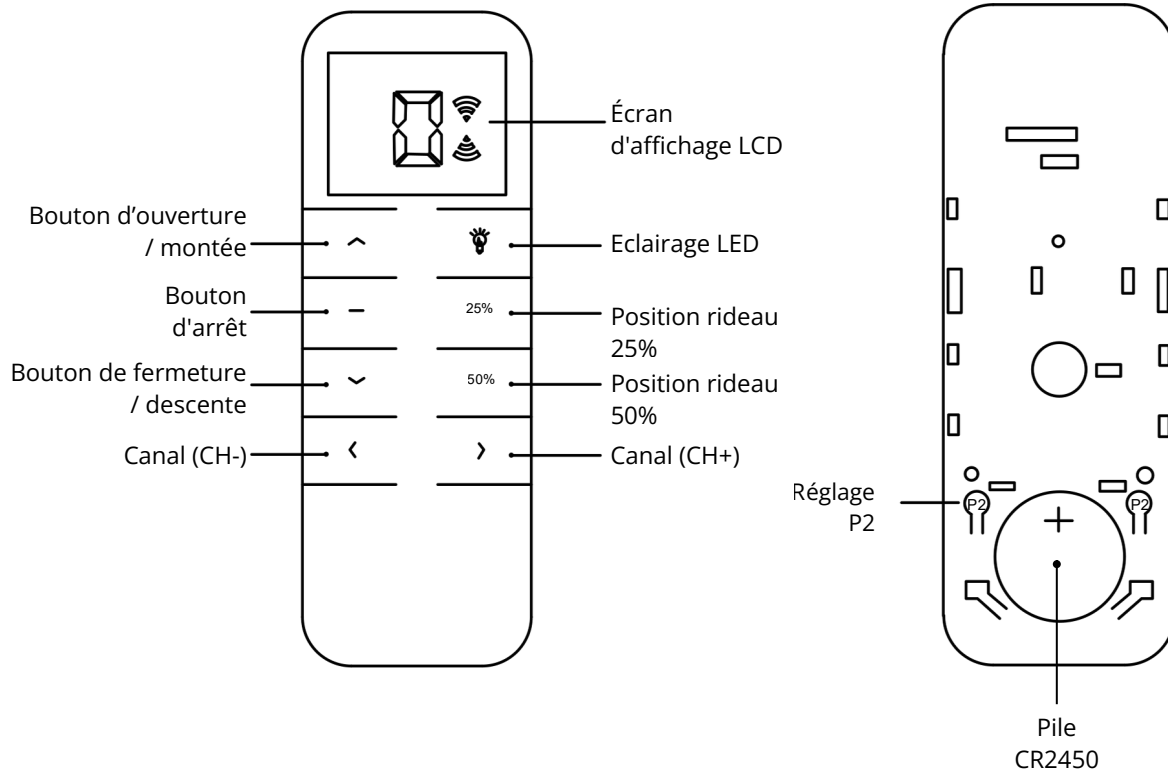 Écran
d'affichage LCD
Bouton d’ouverture
/ montée
Eclairage LED
Bouton
d'arrêt
25%
Position rideau
25%
Bouton de fermeture
/ descente
50%
Position rideau
50%
Canal (CH-)
Canal (CH+)
Réglage
P2
P2
P2
Pile
CR2450